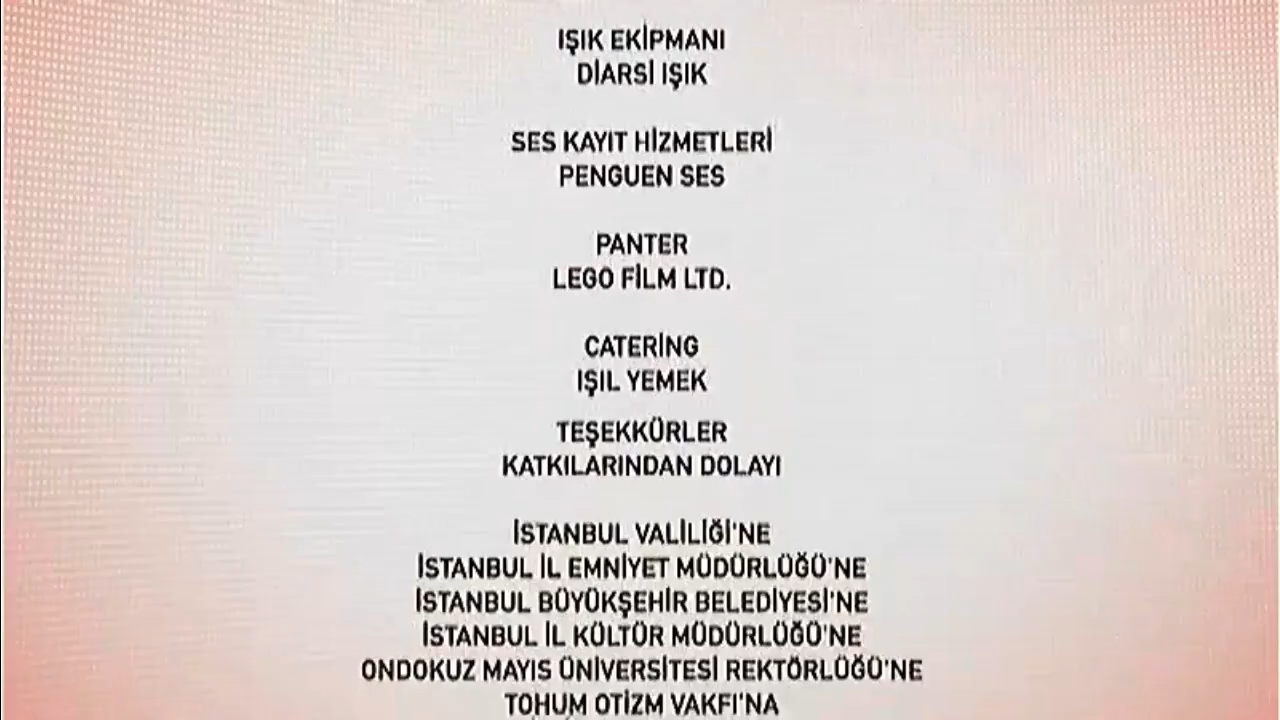 IŞIK EKİPMANI
DİARSİ IŞIK
SES KAYIT HİZMETLERİ
PENGUEN SES
PANTER
LEGO FİLM LTD.
CATERİNG
IŞIL YEMEK
TEŞEKKÜRLER
KATKILARINDAN DOLAYI
İSTANBUL VALİLİĞİ'NE
İSTANBUL İL EMNİYET MÜDÜRLÜĞÜ'NE
İSTANBUL BÜYÜKŞEHİR BELEDİYESİ'NE
İSTANBUL İL KÜLTÜR MÜDÜRLÜĞÜ'NE
ONDOKUZ MAYIS ÜNİVERSİTESİ REKTÖRLÜĞÜ'NE
TOHUM OTİZM VAKFI'NA